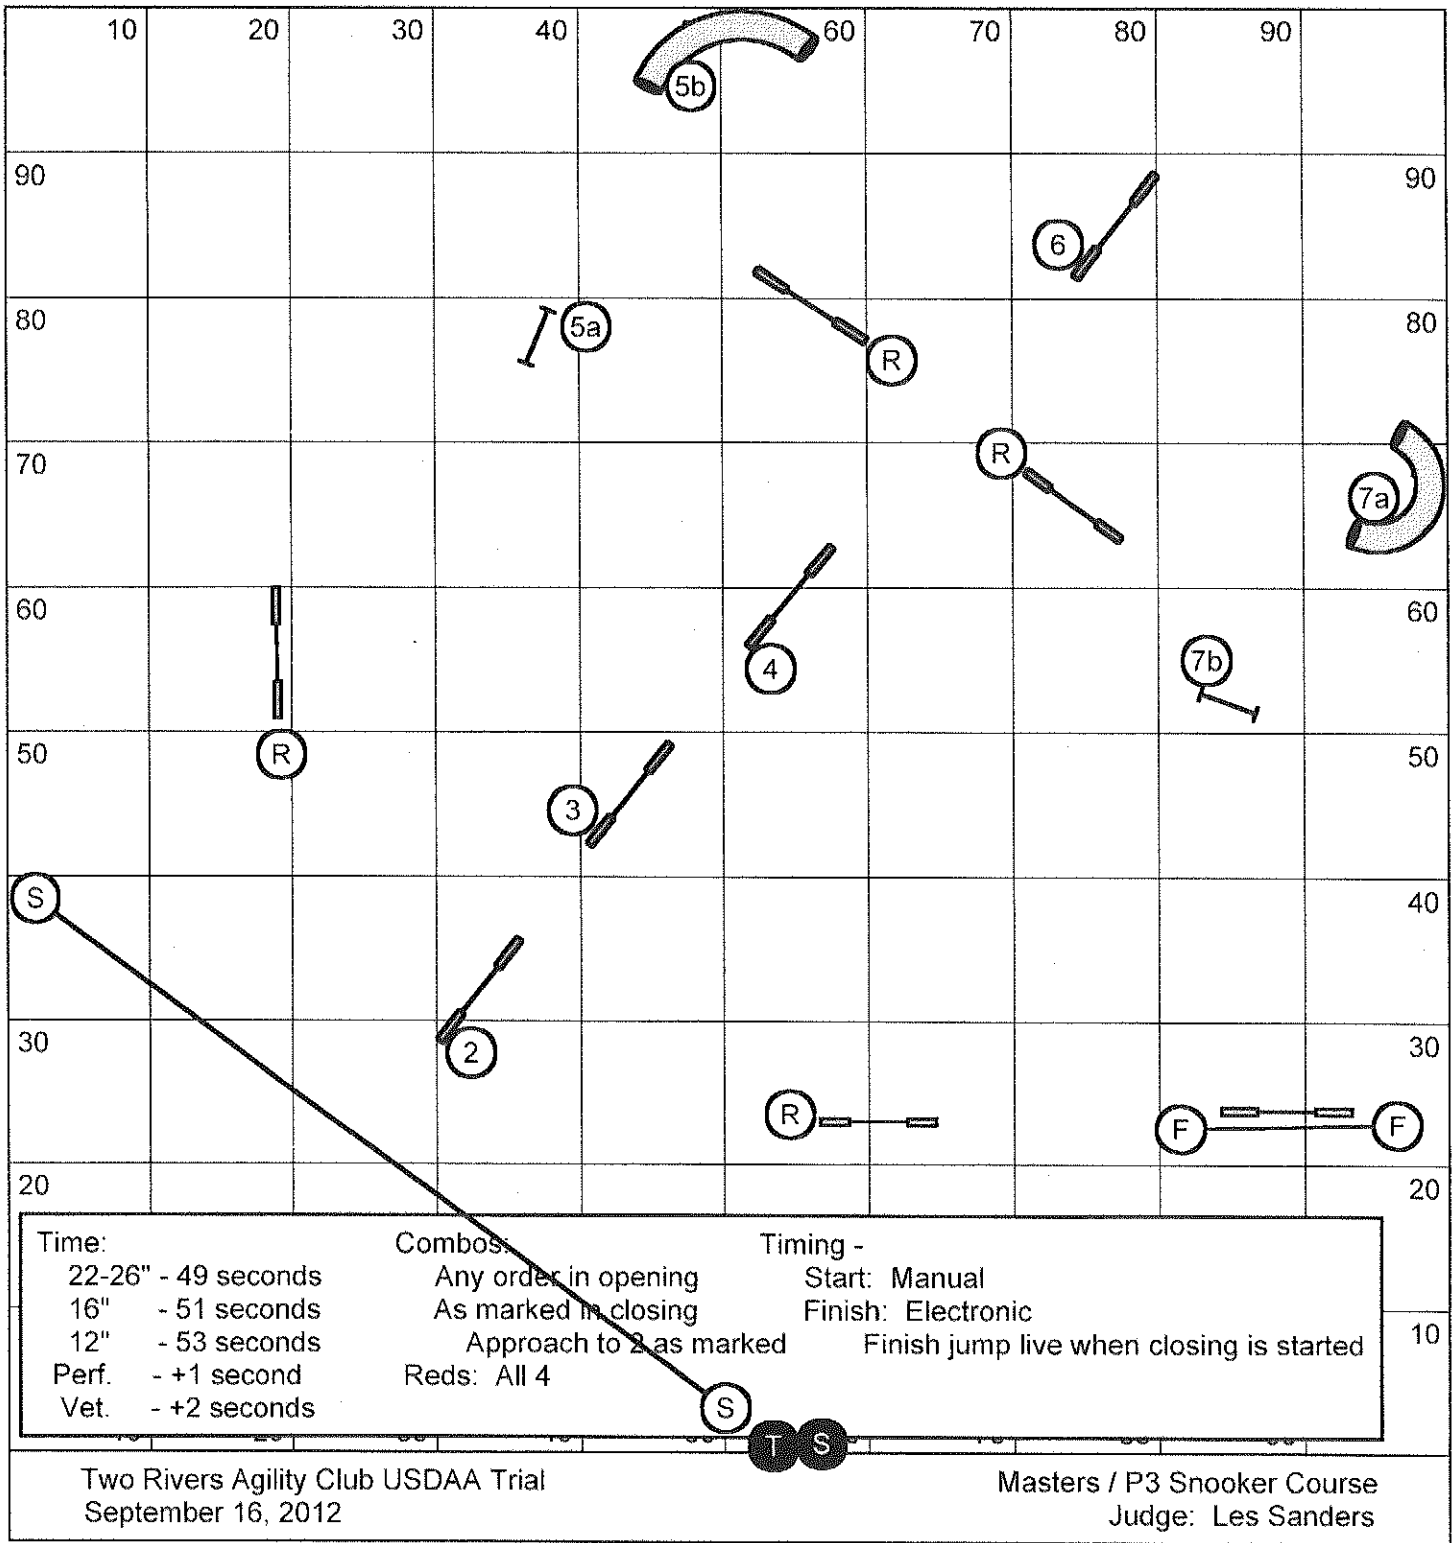 10 20 30 40 60 70 80 90
5b
90 90
6
80 5a 80
R
70 R
7a
60 60
4 7b
R
50 50
3
S
40
30 2 30
R F F
20 20
Time: Combos: Timing -
22-26" - 49 seconds Any order in opening Start: Manual
16" - 51 seconds As marked in closing Finish: Electronic
12" - 53 seconds Approach to 2 as marked Finish jump live when closing is started 10
Perf. - +1 second Reds: All 4
Vet. - +2 seconds
S
T S
Two Rivers Agility Club USDAA Trial Masters / P3 Snooker Course
September 16, 2012 Judge: Les Sanders